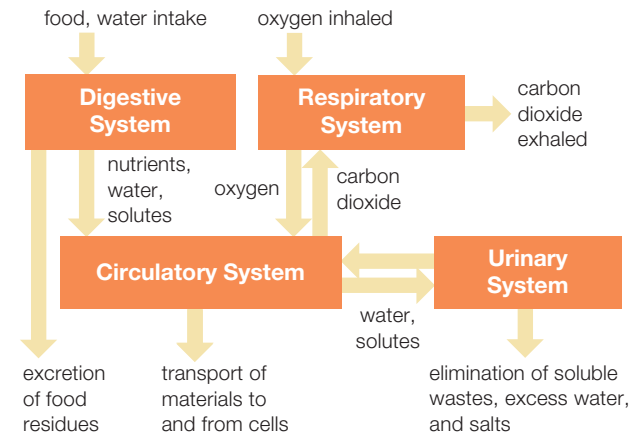 food, water intake
oxygen inhaled
Digestive
System
Respiratory
System
carbon
dioxide
exhaled
nutrients,
water,
solutes
oxygen
carbon
dioxide
Circulatory System
Urinary
System
water,
solutes
excretion
of food
residues
transport of
materials to
and from cells
elimination of soluble
wastes, excess water,
and salts